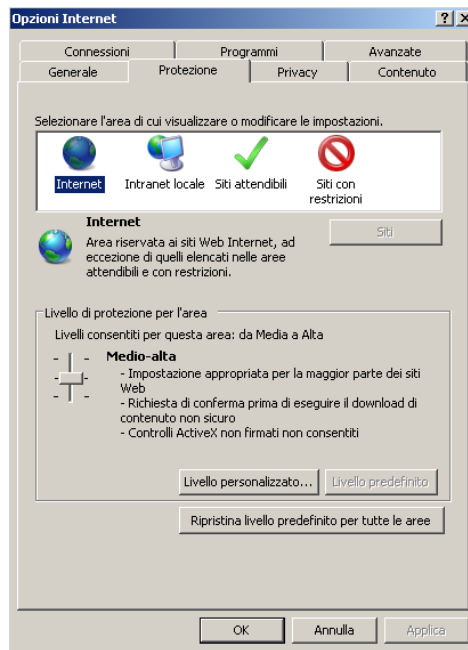 Opzioni Internet
Connessioni Programmi Avanzate
Generale Protezione Privacy Contenuto
Selezionare l'area di cui visualizzare o modificare le impostazioni.
Internet Intranet locale Siti attendibili Siti con
restrizioni
Internet
Siti
Area riservata ai siti Web Internet, ad
eccezione di quelli elencati nelle aree
attendibili e con restrizioni.
Livello di protezione per l'area
Livelli consentiti per questa area: da Media a Alta
Medio-alta
- Impostazione appropriata per la maggior parte dei siti
Web
- Richiesta di conferma prima di eseguire il download di
contenuto non sicuro
- Controlli ActiveX non firmati non consentiti
Livello personalizzato... Livello predefinito
Ripristina livello predefinito per tutte le aree
OK Annulla Applica